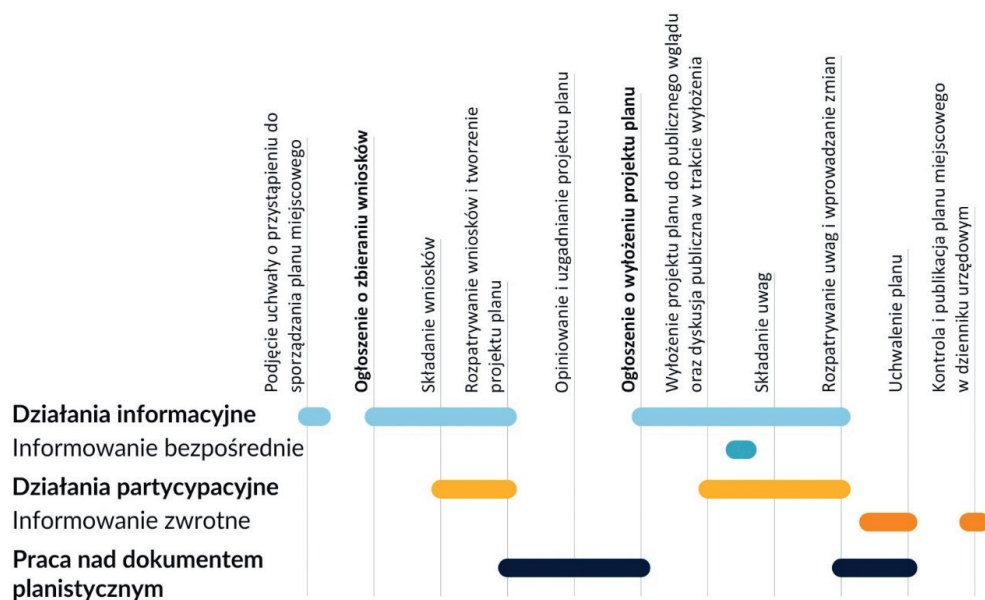 Podjęcie uchwały o przystąpieniu do
sporządzania planu miejscowego
Ogłoszenie o zbieraniu wniosków
Składanie wniosków
Rozpatrywanie wniosków i tworzenie
projektu planu
Opiniowanie i uzgadnianie projektu planu
Ogłoszenie o wyłożeniu projektu planu
Wyłożenie projektu planu do publicznego wglądu
oraz dyskusja publiczna w trakcie wyłożenia
Składanie uwag
Rozpatrywanie uwag i wprowadzanie zmian
Uchwalenie planu
Kontrola i publikacja planu miejscowego
w dzienniku urzędowym
Działania informacyjne
Informowanie bezpośrednie
Działania partycypacyjne
Informowanie zwrotne
Praca nad dokumentem
planistycznym